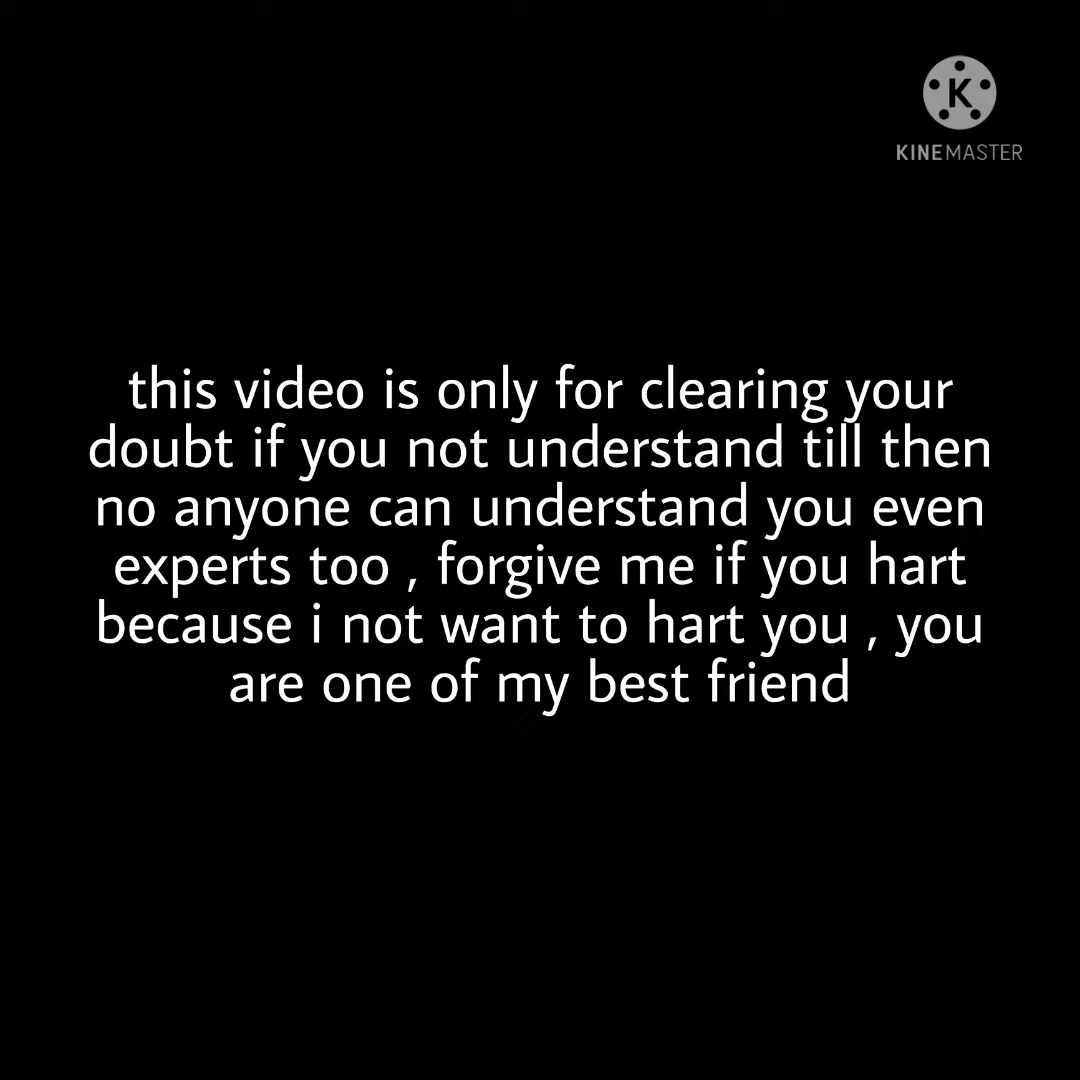 K
KINEMASTER
this video is only for clearing your
doubt if you not understand till then
no anyone can understand you even
experts too , forgive me if you hart
because i not want to hart you , you
are one of my best friend